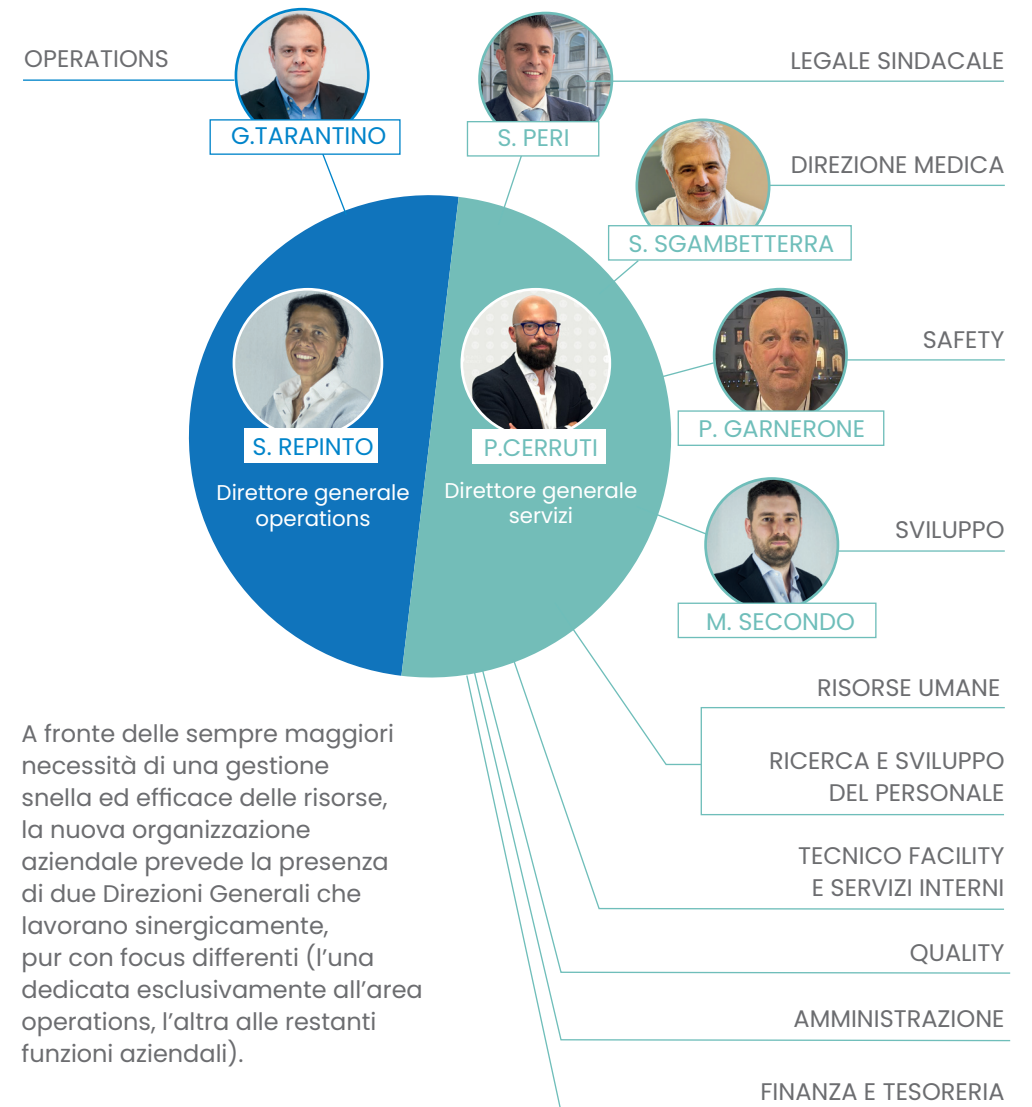 OPERATIONS
G.TARANTINO
S. PERI
LEGALE SINDACALE
DIREZIONE MEDICA
S. SGAMBETTERRA
SAFETY
P. GARNERONE
S. REPINTO
Direttore generale
operations
P.CERRUTI
Direttore generale
servizi
SVILUPPO
M. SECONDO
RISORSE UMANE
RICERCA E SVILUPPO
DEL PERSONALE
TECNICO FACILITY
E SERVIZI INTERNI
QUALITY
AMMINISTRAZIONE
FINANZA E TESORERIA
A fronte delle sempre maggiori
necessità di una gestione
snella ed efficace delle risorse,
la nuova organizzazione
aziendale prevede la presenza
di due Direzioni Generali che
lavorano sinergicamente,
pur con focus differenti (l’una
dedicata esclusivamente all’area
operations, l’altra alle restanti
funzioni aziendali).